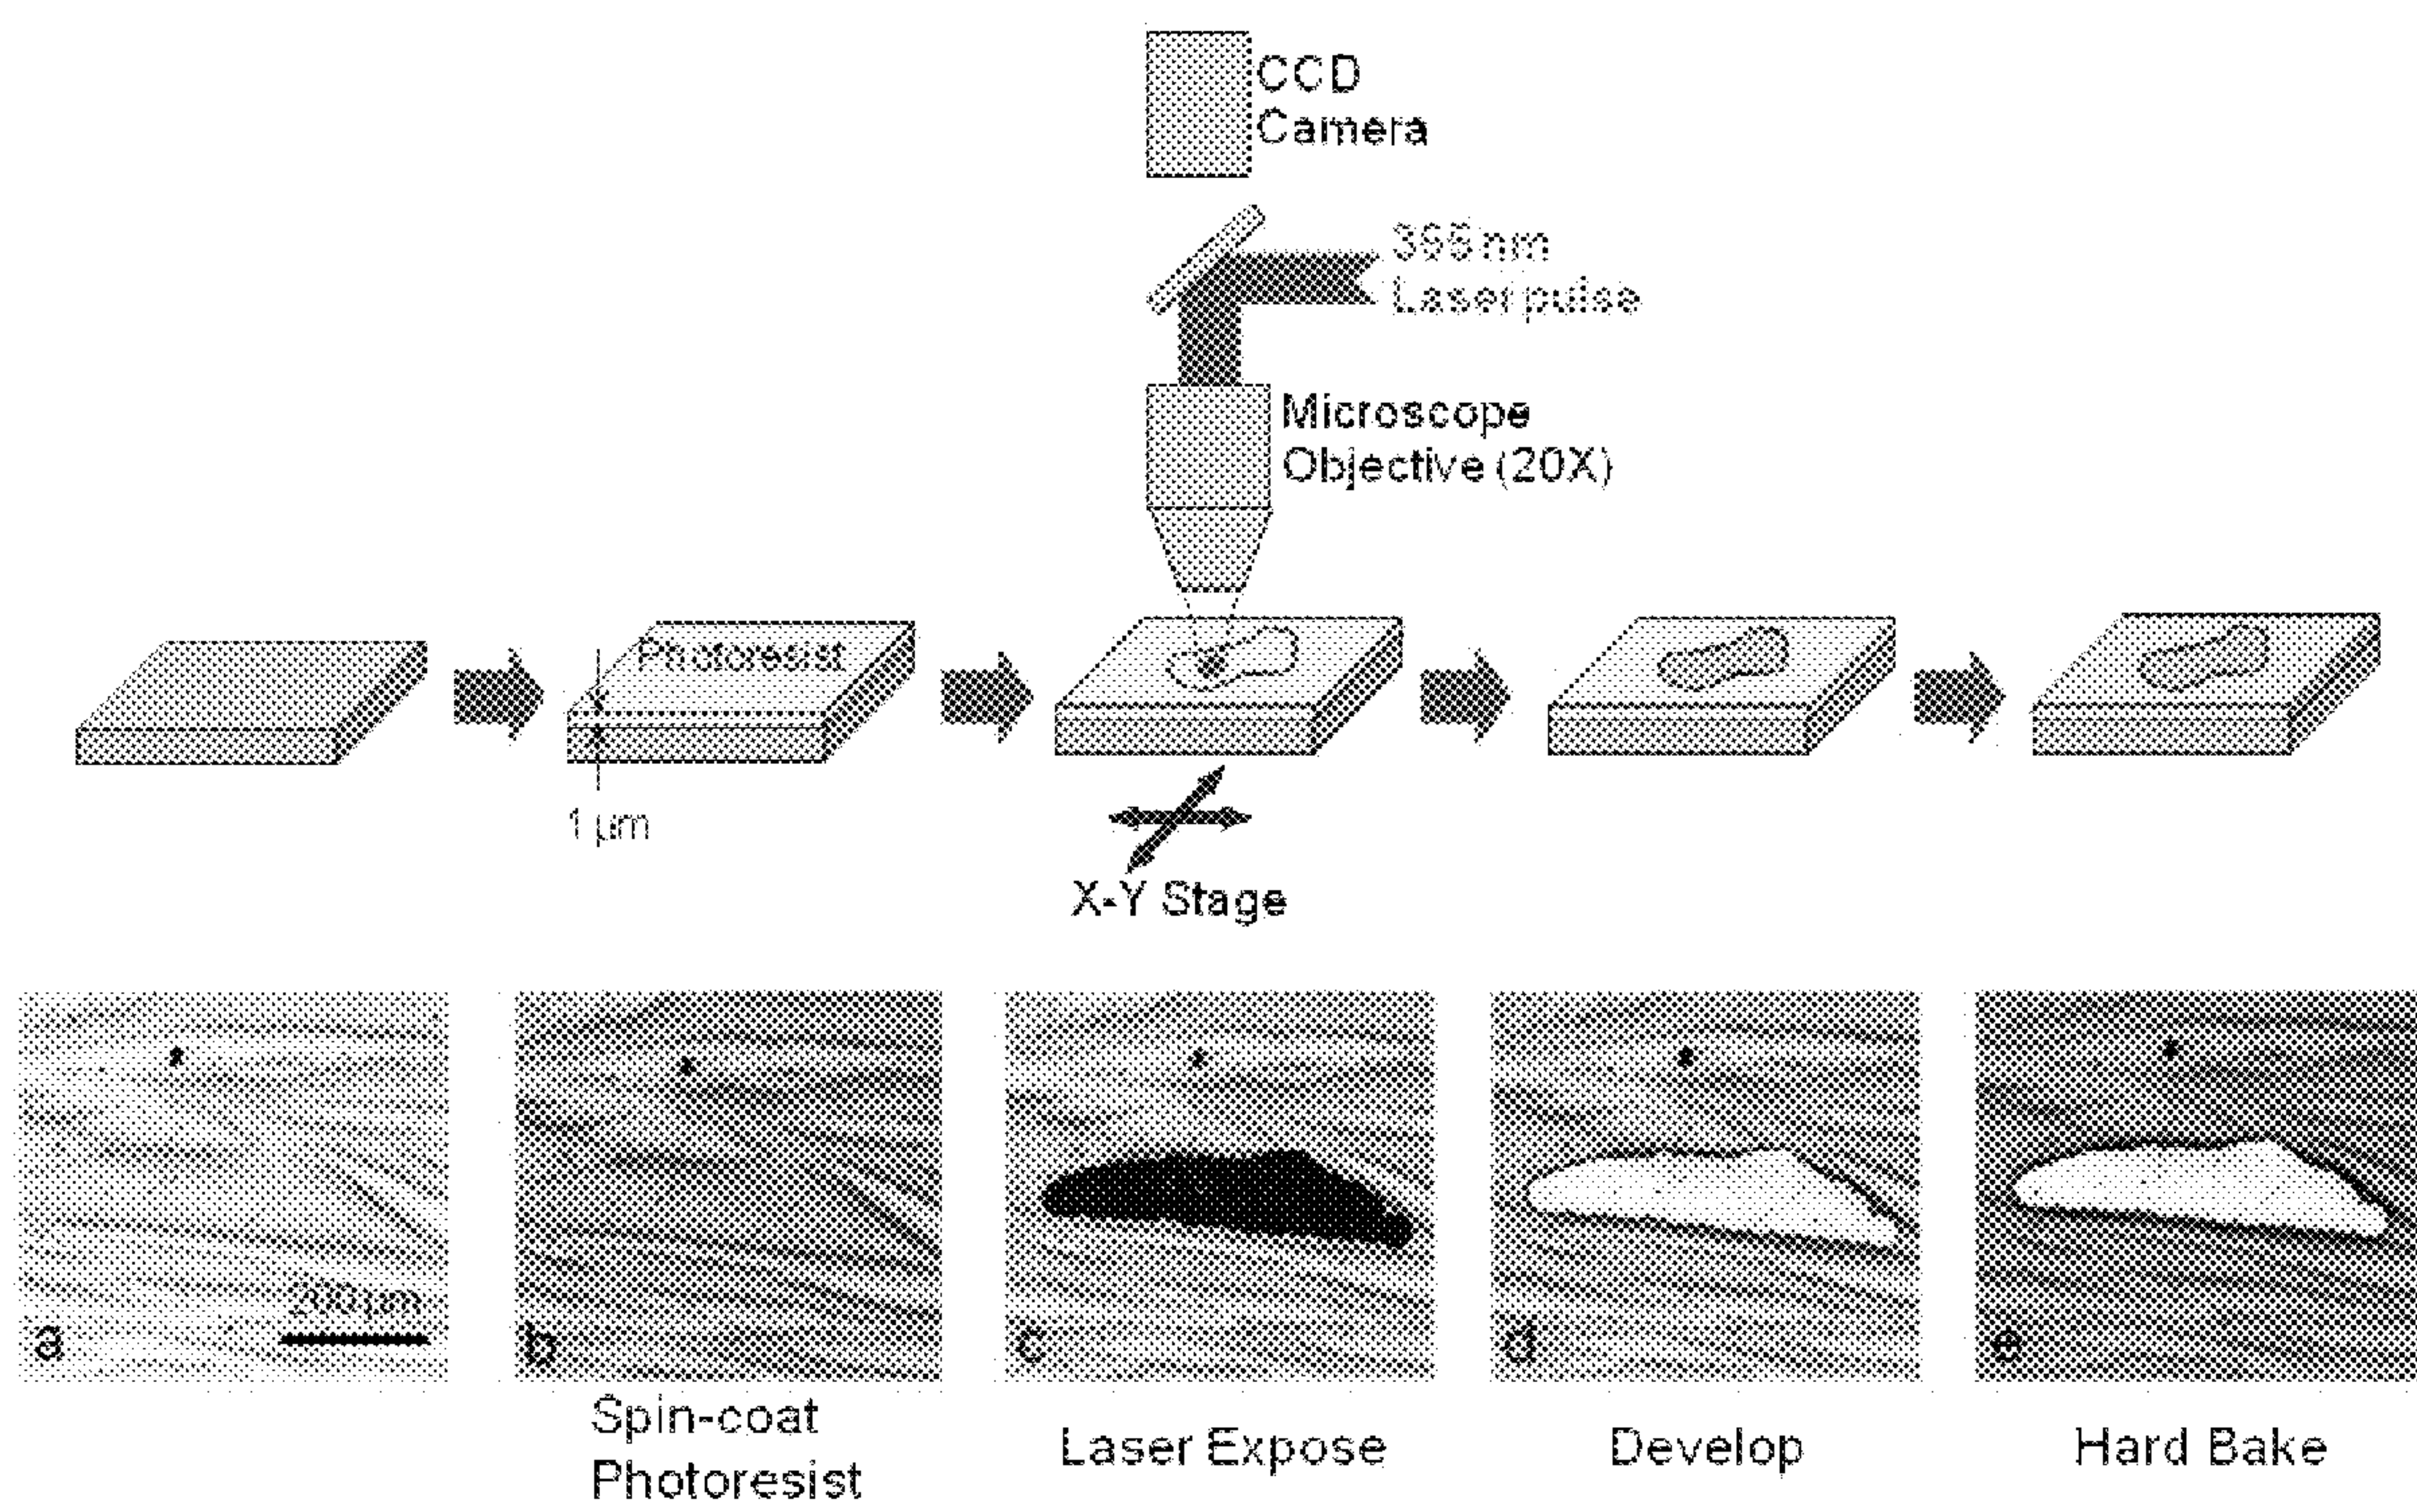 CCD
Camera
nm
Laser pulse
Microscope
Objective (20X)
Photoresist
1 µm
X-Y Stage
200 µm
a
b
c
d
e
Spin-coat
Photoresist
Laser Expose
Develop
Hard Bake